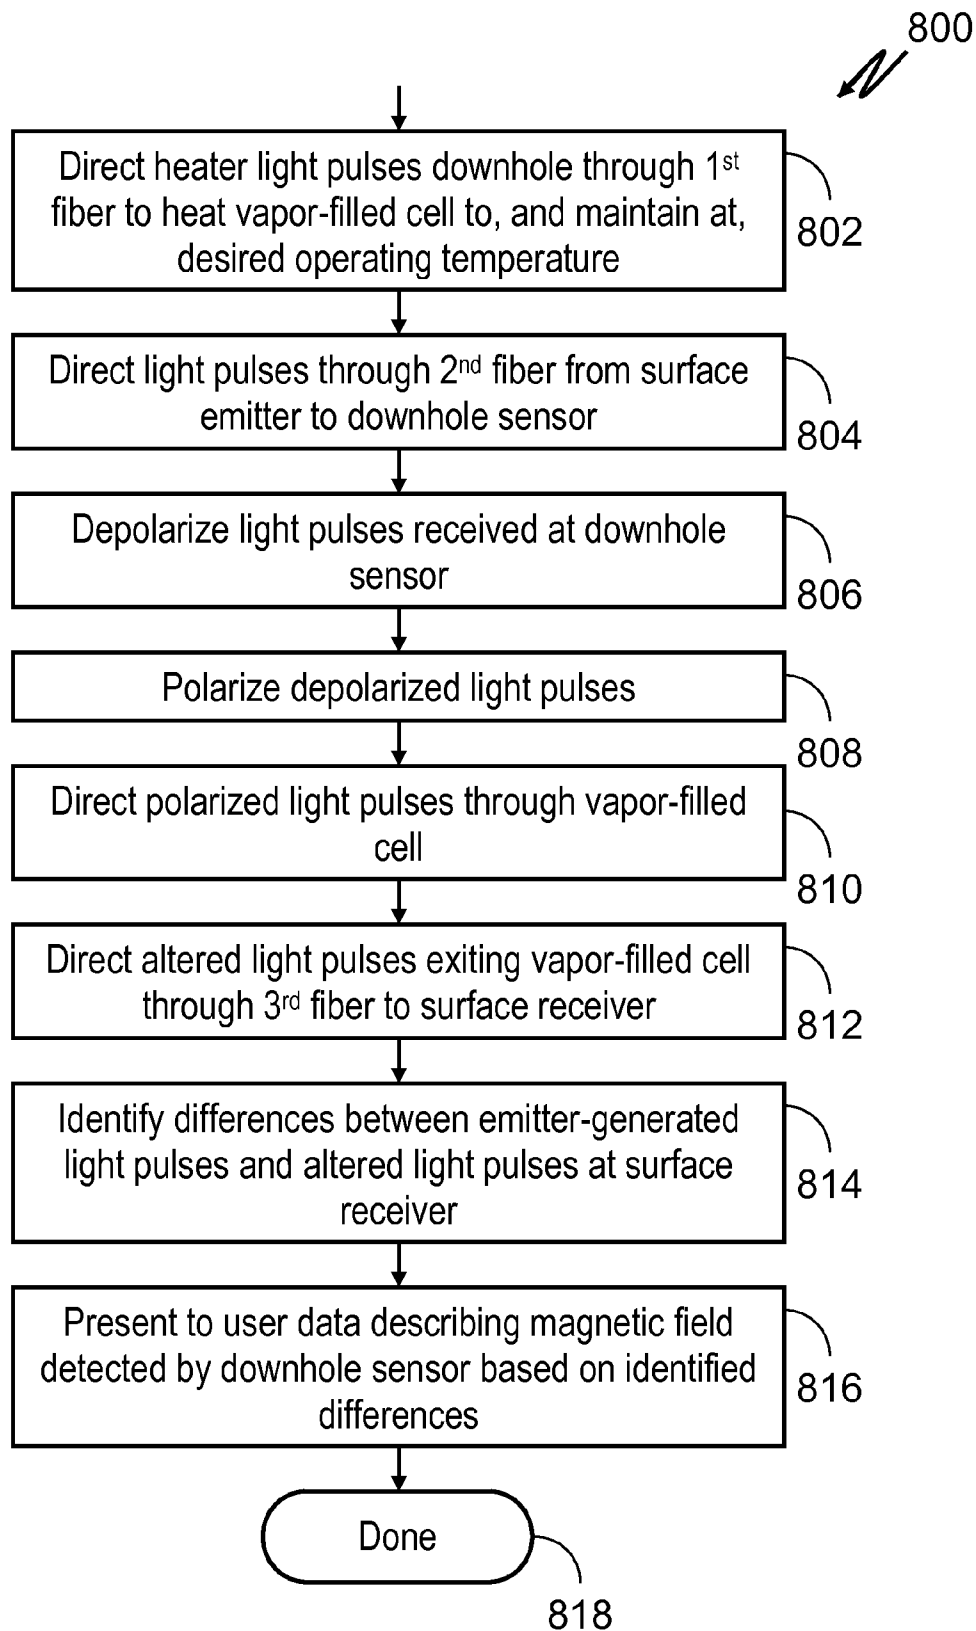 800
Direct heater light pulses downhole through 1st
fiber to heat vapor-filled cell to, and maintain at,
desired operating temperature
802
Direct light pulses through 2nd fiber from surface
emitter to downhole sensor
804
Depolarize light pulses received at downhole
sensor
806
Polarize depolarized light pulses
808
Direct polarized light pulses through vapor-filled
cell
810
Direct altered light pulses exiting vapor-filled cell
through 3rd fiber to surface receiver
812
Identify differences between emitter-generated
light pulses and altered light pulses at surface
receiver
814
Present to user data describing magnetic field
detected by downhole sensor based on identified
differences
816
Done
818